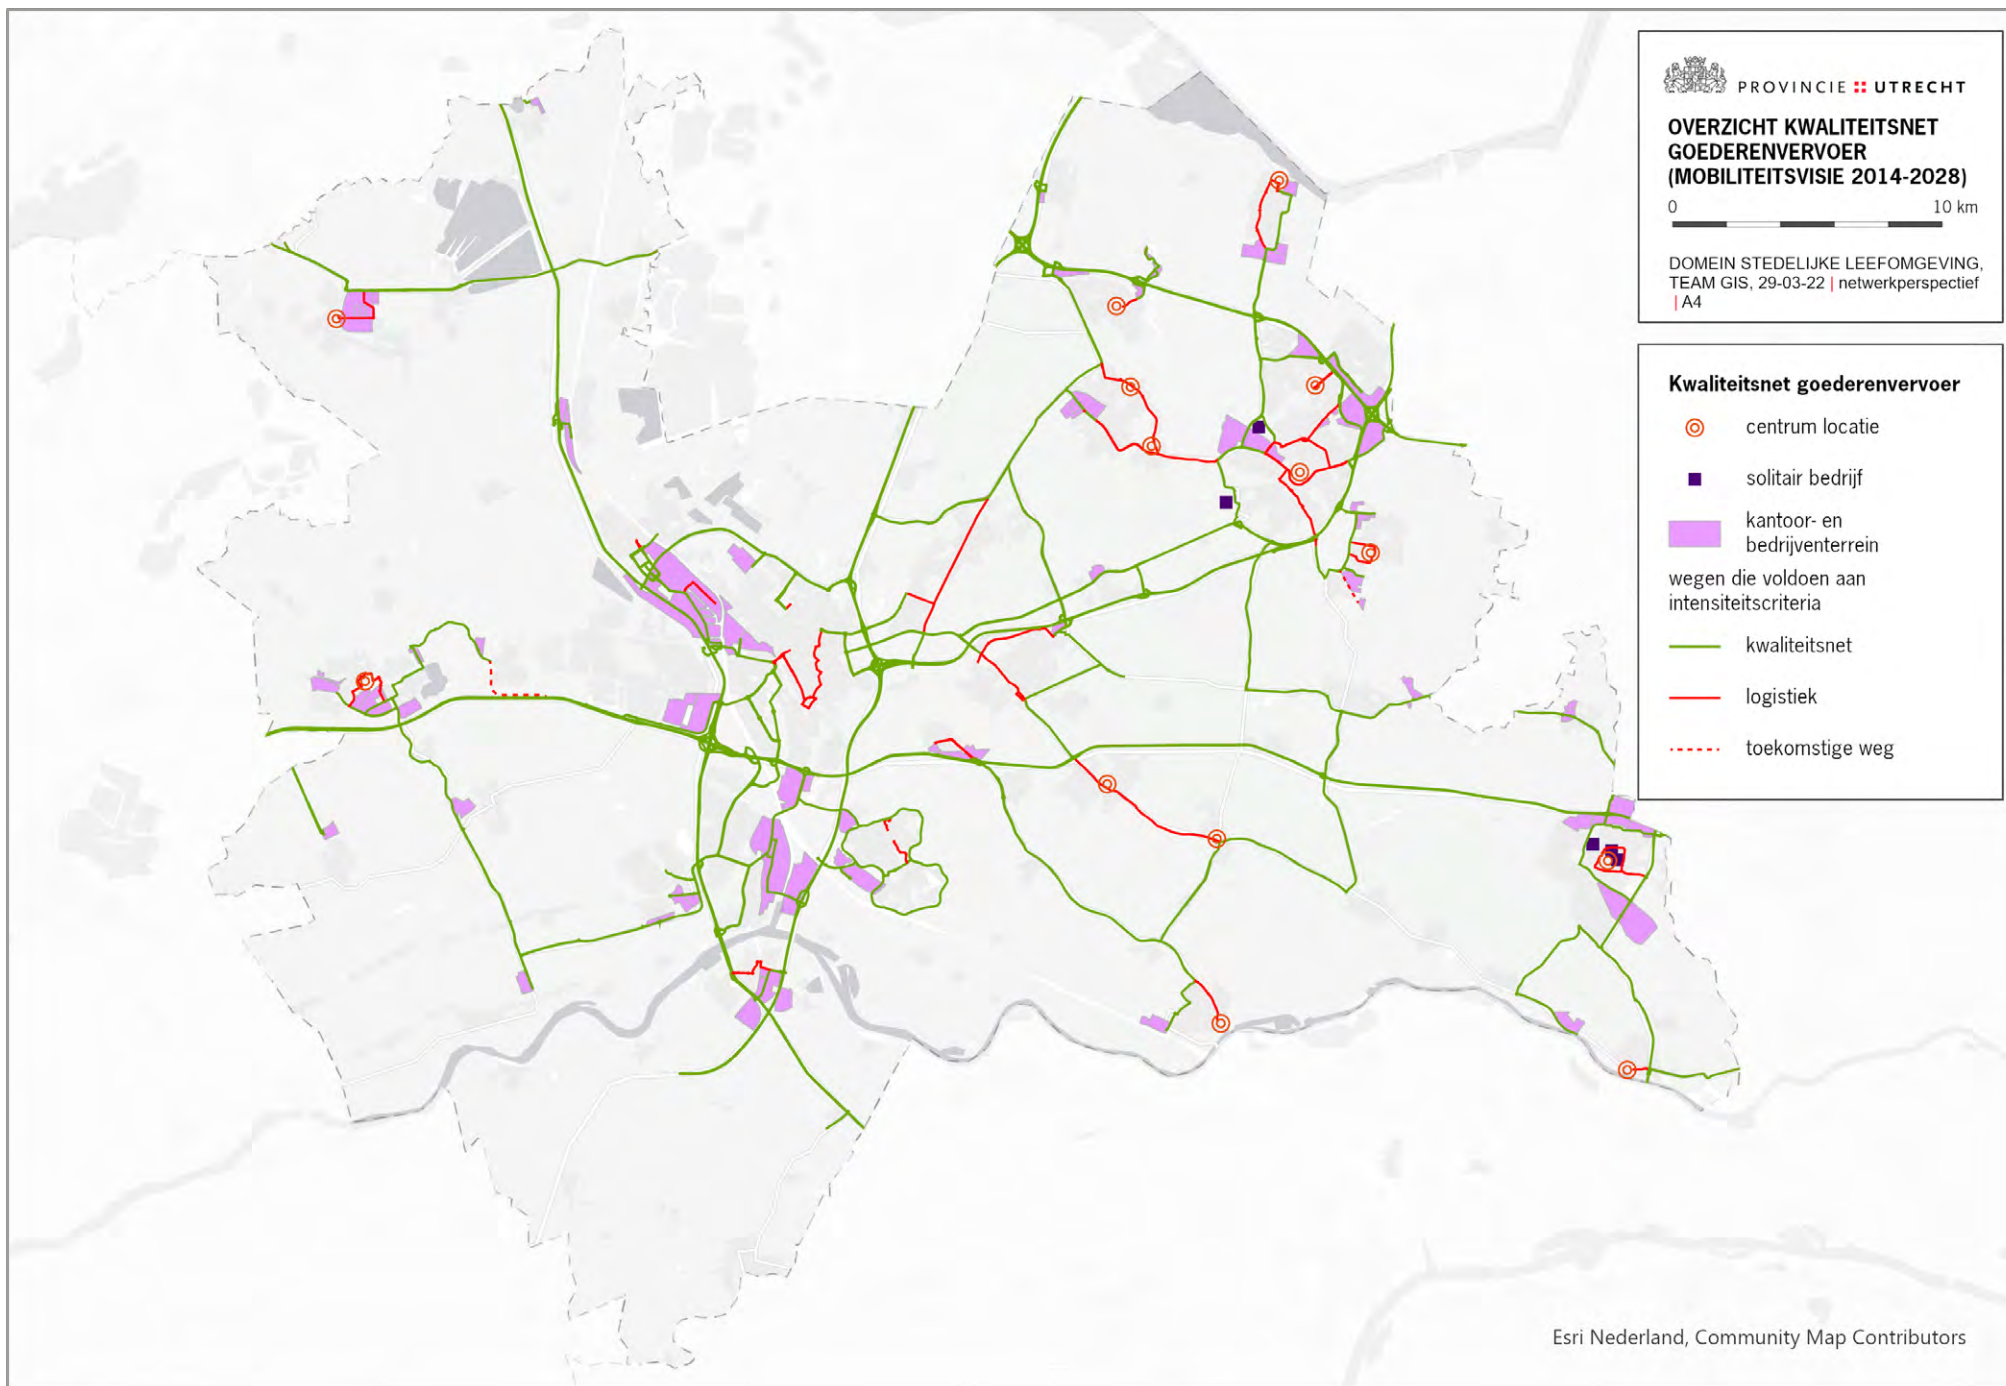 PROVINCIE :: UTRECHT
OVERZICHT KWALITEITSNET
GOEDERENVERVOER
(MOBILITEITSVISIE 2014-2028)
0 10 km
DOMEIN STEDELIJKE LEEFOMGEVING,
TEAM GIS, 29-03-22 | netwerkperspectief
| A4
Kwaliteitsnet goederenvervoer
centrum locatie
solitair bedrijf
kantoor- en
bedrijventerrein
wegen die voldoen aan
intensiteitscriteria
kwaliteitsnet
logistiek
toekomstige weg
Esri Nederland, Community Map Contributors